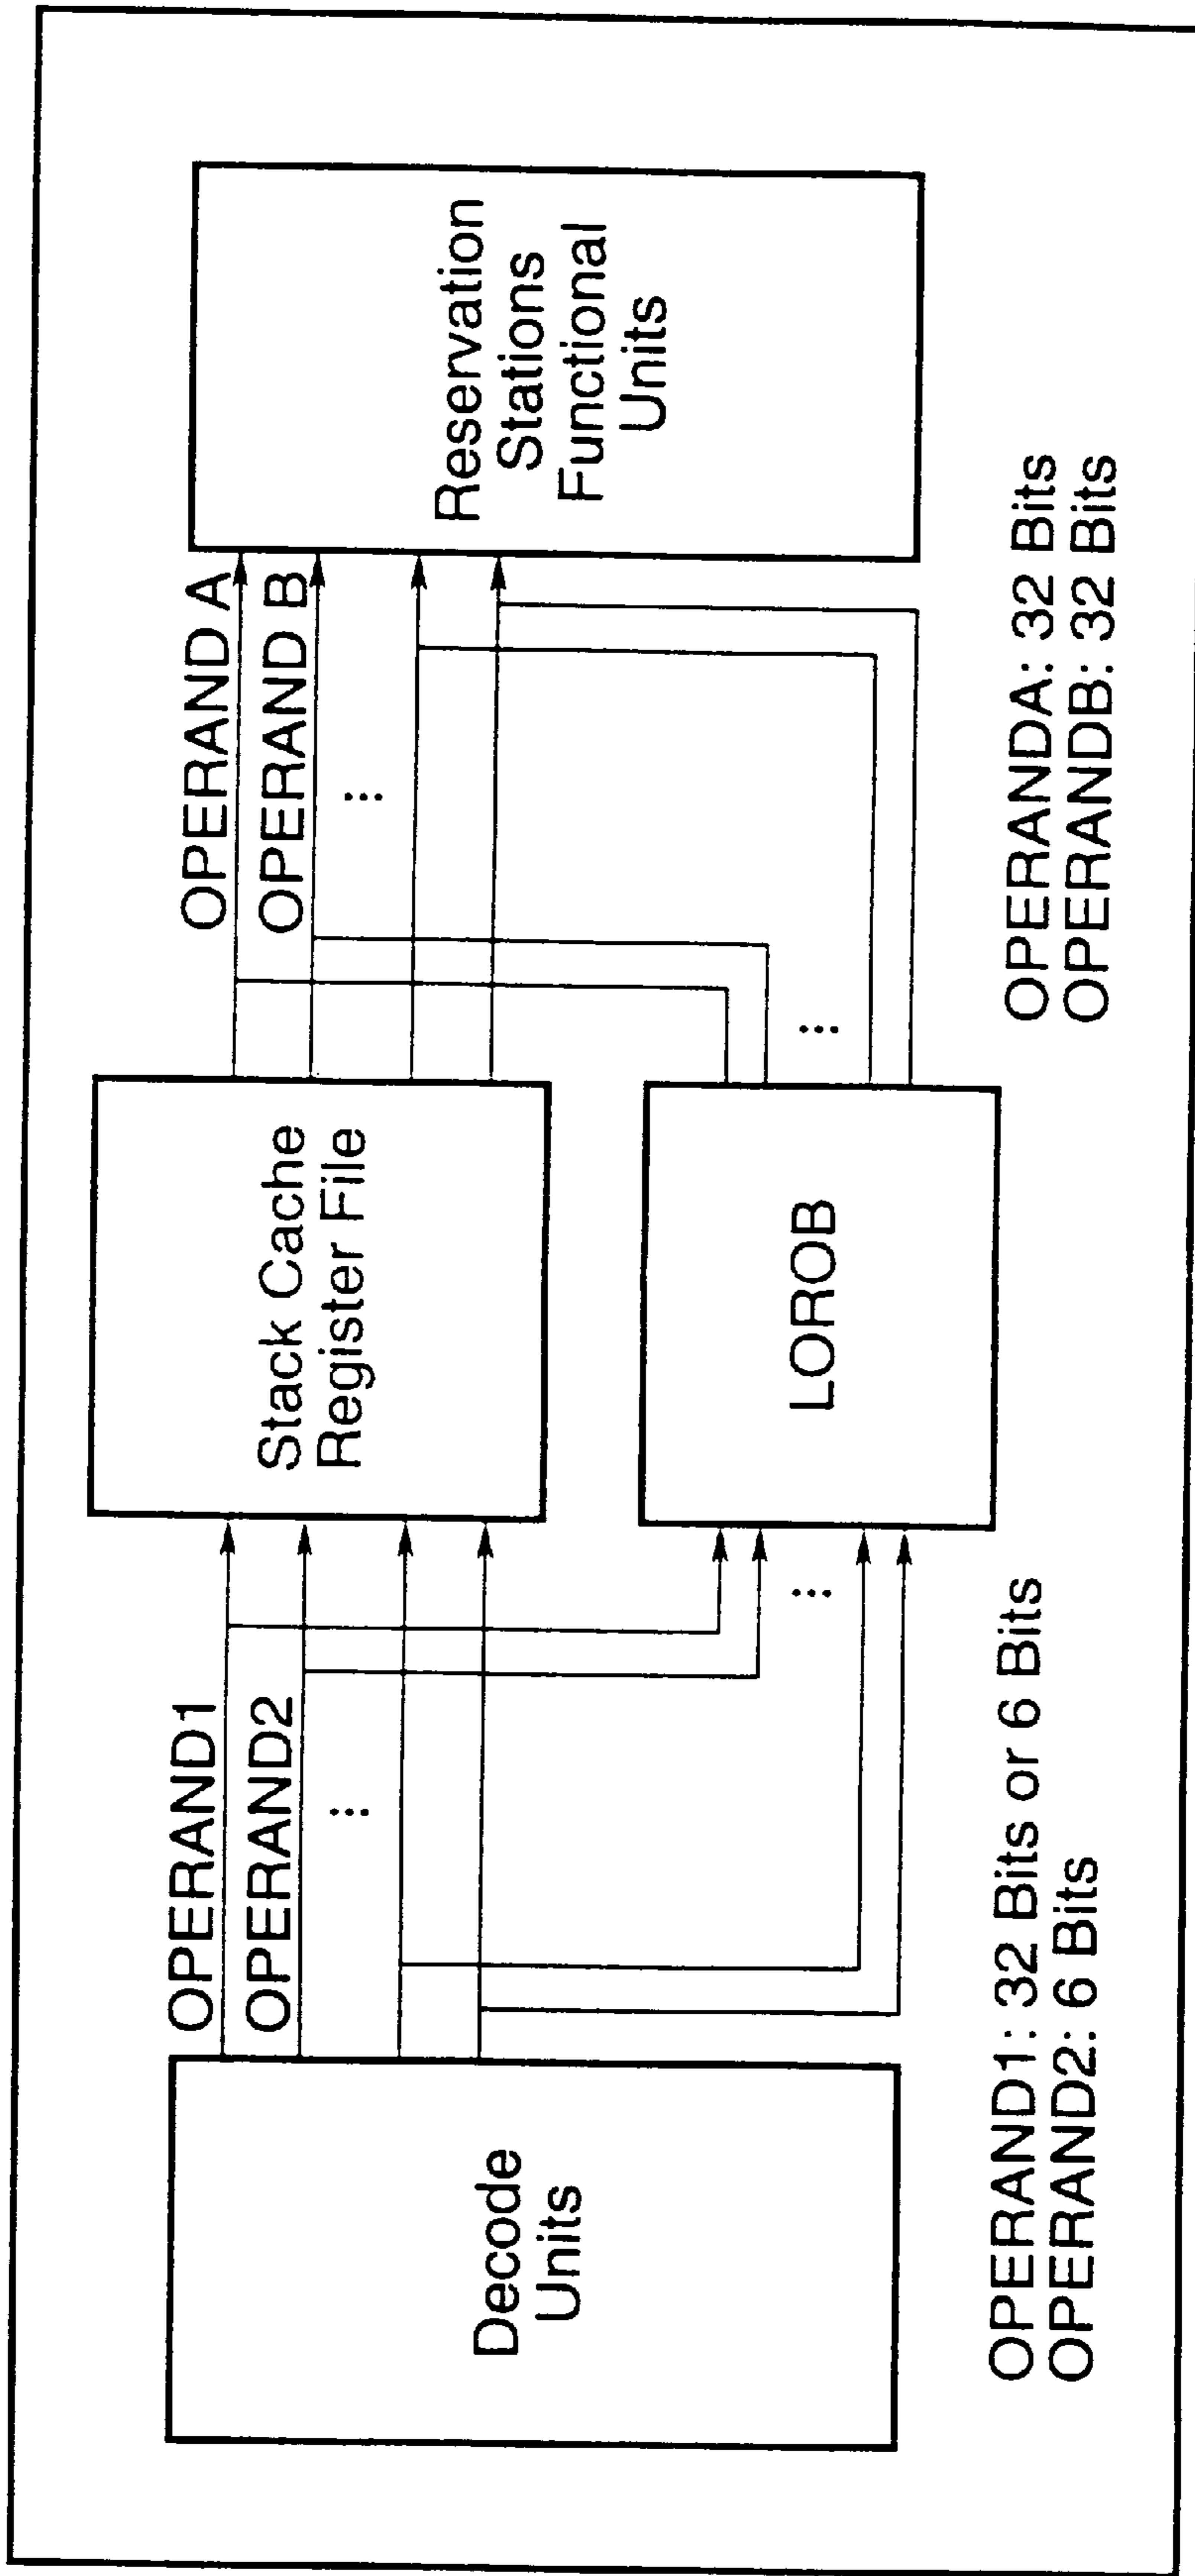 Decode
Units
OPERAND1
OPERAND2
...
...
Stack Cache
Register File
LOROB
OPERAND A
OPERAND B
...
...
Reservation
Stations
Functional
Units
OPERAND1: 32 Bits or 6 Bits
OPERAND2: 6 Bits
OPERANDA: 32 Bits
OPERANDB: 32 Bits